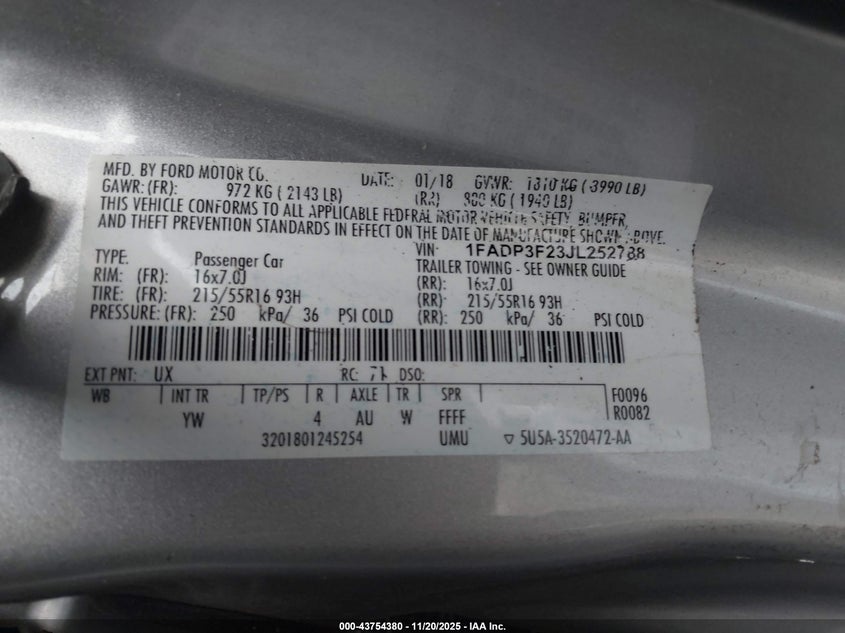 MFD. BY FORD MOTOR CO. DATE: 01/18 GVWR: 1810 KG ( 3990 LB)
GAWR: (FR): 972 KG ( 2143 LB) (RR) 880 KG ( 1940 LB)
THIS VEHICLE CONFORMS TO ALL APPLICABLE FEDERAL MOTOR VEHICLE SAFETY, BUMPER,
AND THEFT PREVENTION STANDARDS IN EFFECT ON THE DATE OF MANUFACTURE SHOWN ABOVE.
VIN: 1FADP3F23JL252788
TYPE: Passenger Car TRAILER TOWING - SEE OWNER GUIDE
RIM: (FR): 16x7.0J (RR): 16x7.0J
TIRE: (FR): 215/55R16 93H (RR): 215/55R16 93H
PRESSURE: (FR): 250 kPa/ 36 PSI COLD (RR): 250 kPa/ 36 PSI COLD
EXT PNT: UX RC: 71 DSO:
WB INT TR TP/PS R AXLE TR SPR F0096
YW 4 AU W FFFF R0082
3201801245254 UMU ▽ 5U5A-3520472-AA
000-43754380 - 11/20/2025 - IAA Inc.